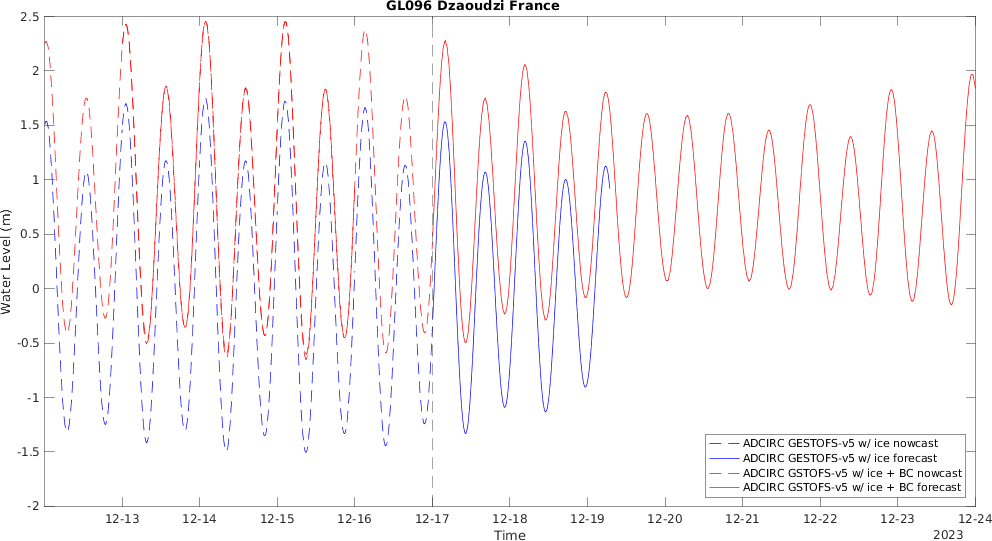 GL096 Dzaoudzi France
2.5
2
1.5
1
0.5
0
-0.5
-1
-1.5
-2
Water Level (m)
ADCIRC GESTOFS-v5 w/ ice nowcast
ADCIRC GESTOFS-v5 w/ ice forecast
ADCIRC GSTOFS-v5 w/ ice + BC nowcast
ADCIRC GSTOFS-v5 w/ ice + BC forecast
12-13 12-14 12-15 12-16 12-17 12-18 12-19 12-20 12-21 12-22 12-23 12-24
Time
2023